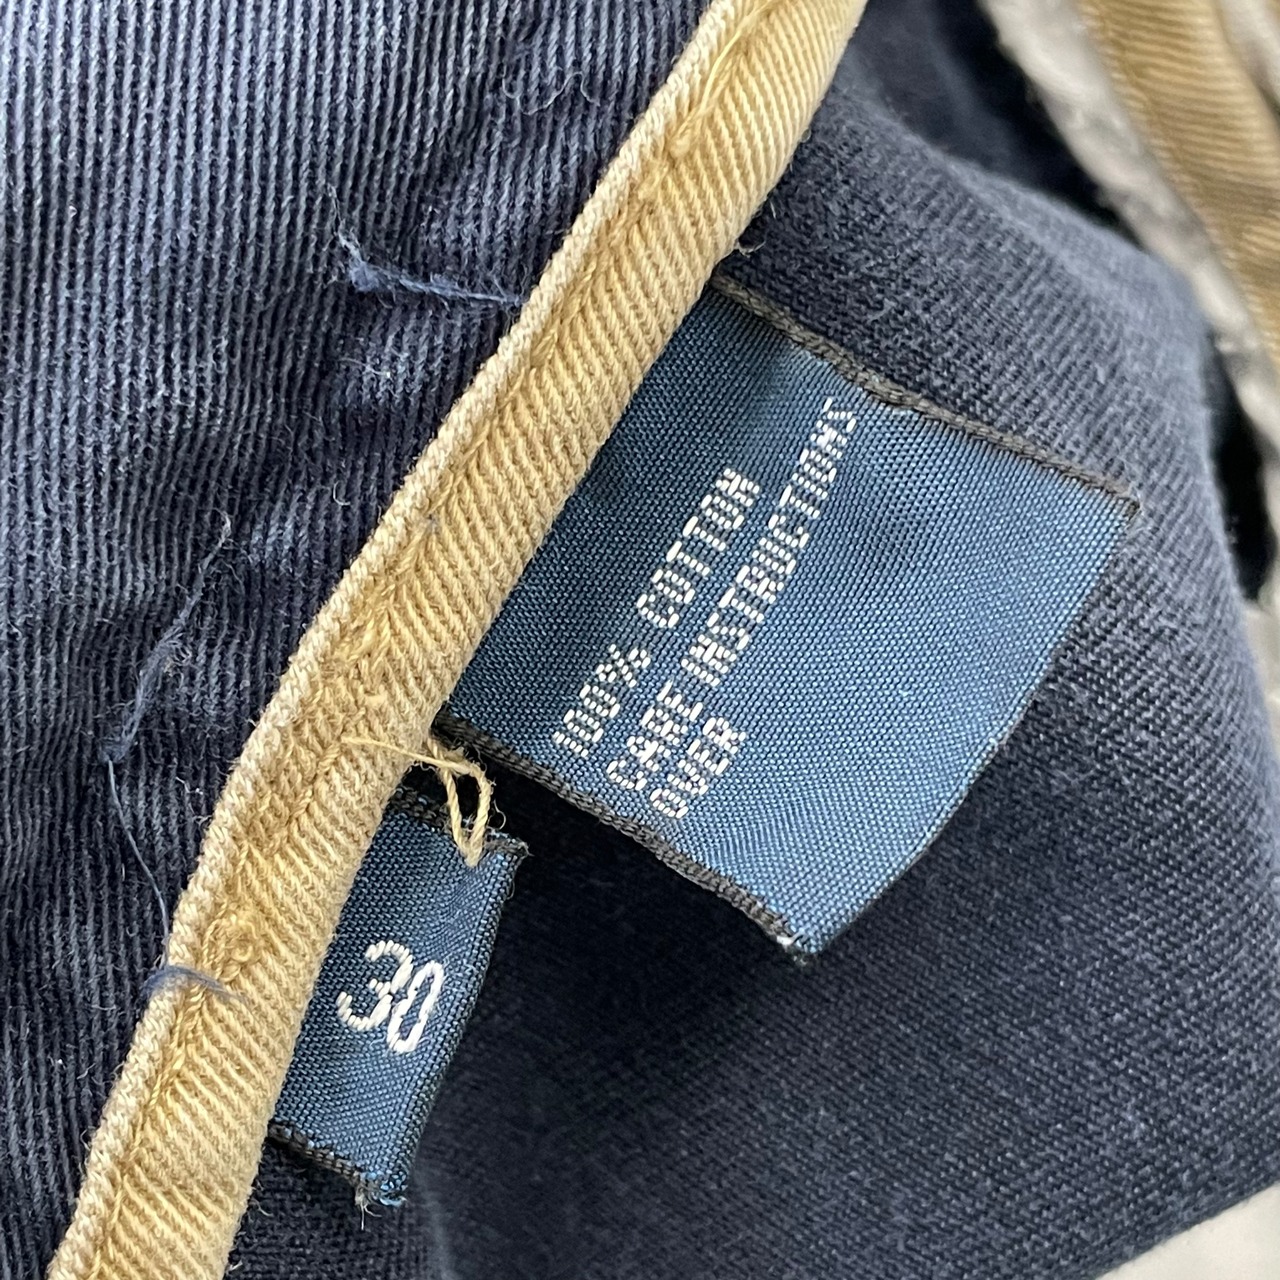 100% COTTON
CARE INSTRUCTIONS
OVER
30